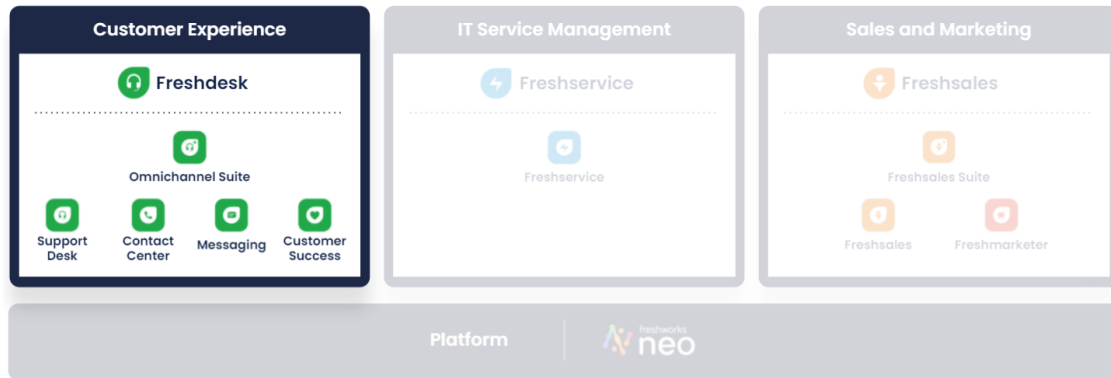 Customer Experience
Freshdesk
Omnichannel Suite
Support
Desk
Contact
Center
Messaging
Customer
Success
IT Service Management
Freshservice
Freshservice
Sales and Marketing
Freshsales
Freshsales Suite
Freshsales
Freshmarketer
Platform
freshworks
neo